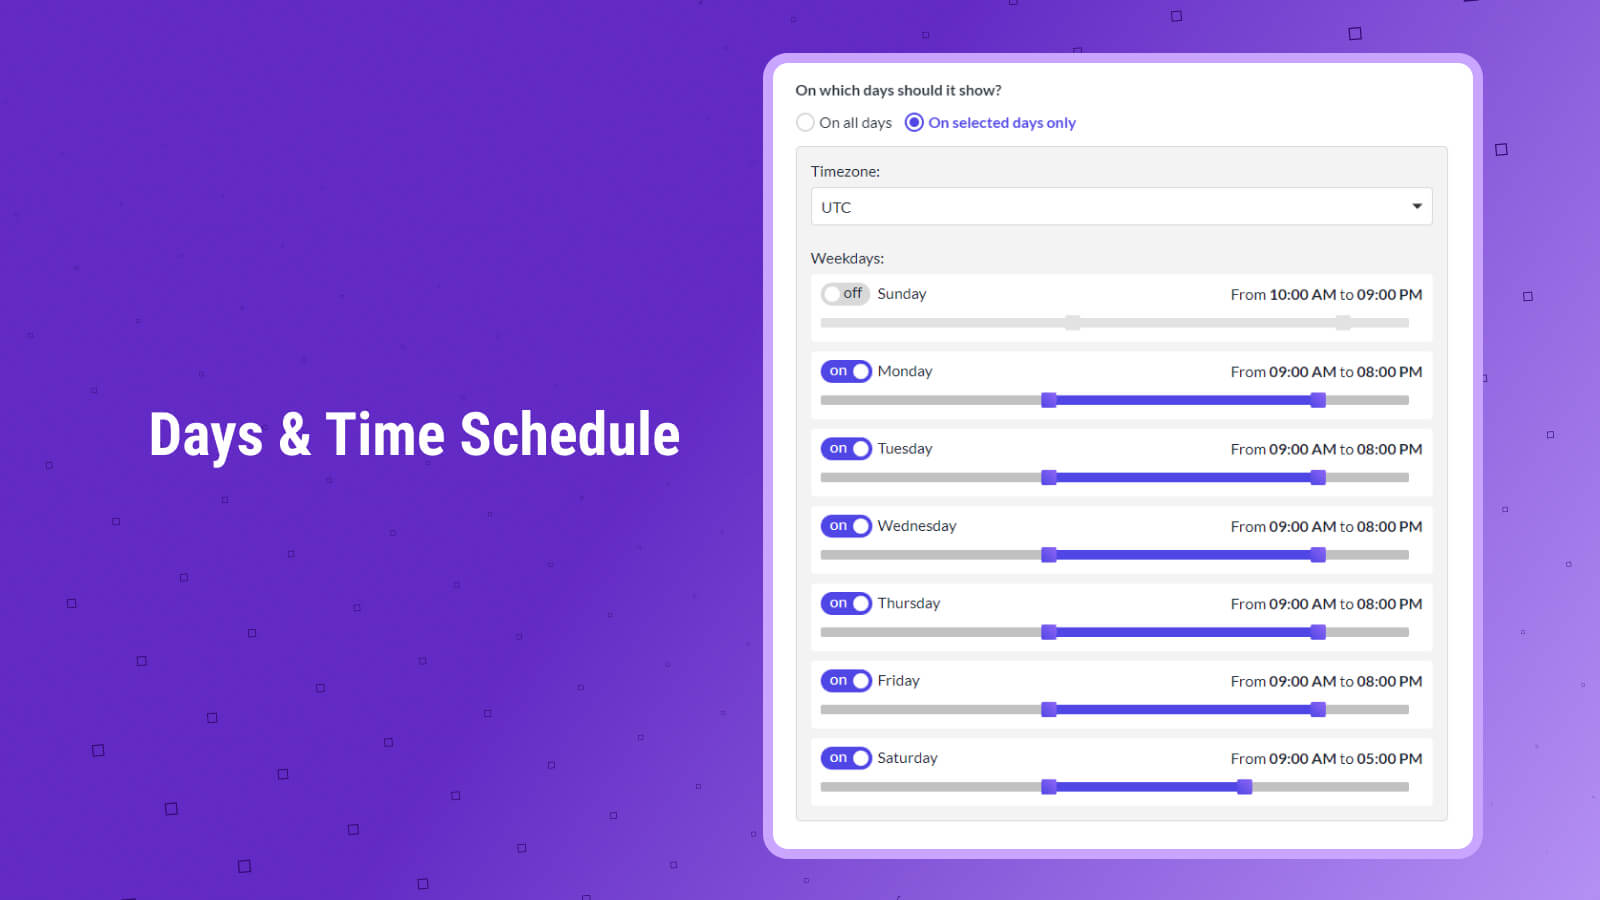 Days & Time Schedule
On which days should it show?
On all days On selected days only
Timezone:
UTC
Weekdays:
off Sunday From 10:00 AM to 09:00 PM
on Monday From 09:00 AM to 08:00 PM
on Tuesday From 09:00 AM to 08:00 PM
on Wednesday From 09:00 AM to 08:00 PM
on Thursday From 09:00 AM to 08:00 PM
on Friday From 09:00 AM to 08:00 PM
on Saturday From 09:00 AM to 05:00 PM